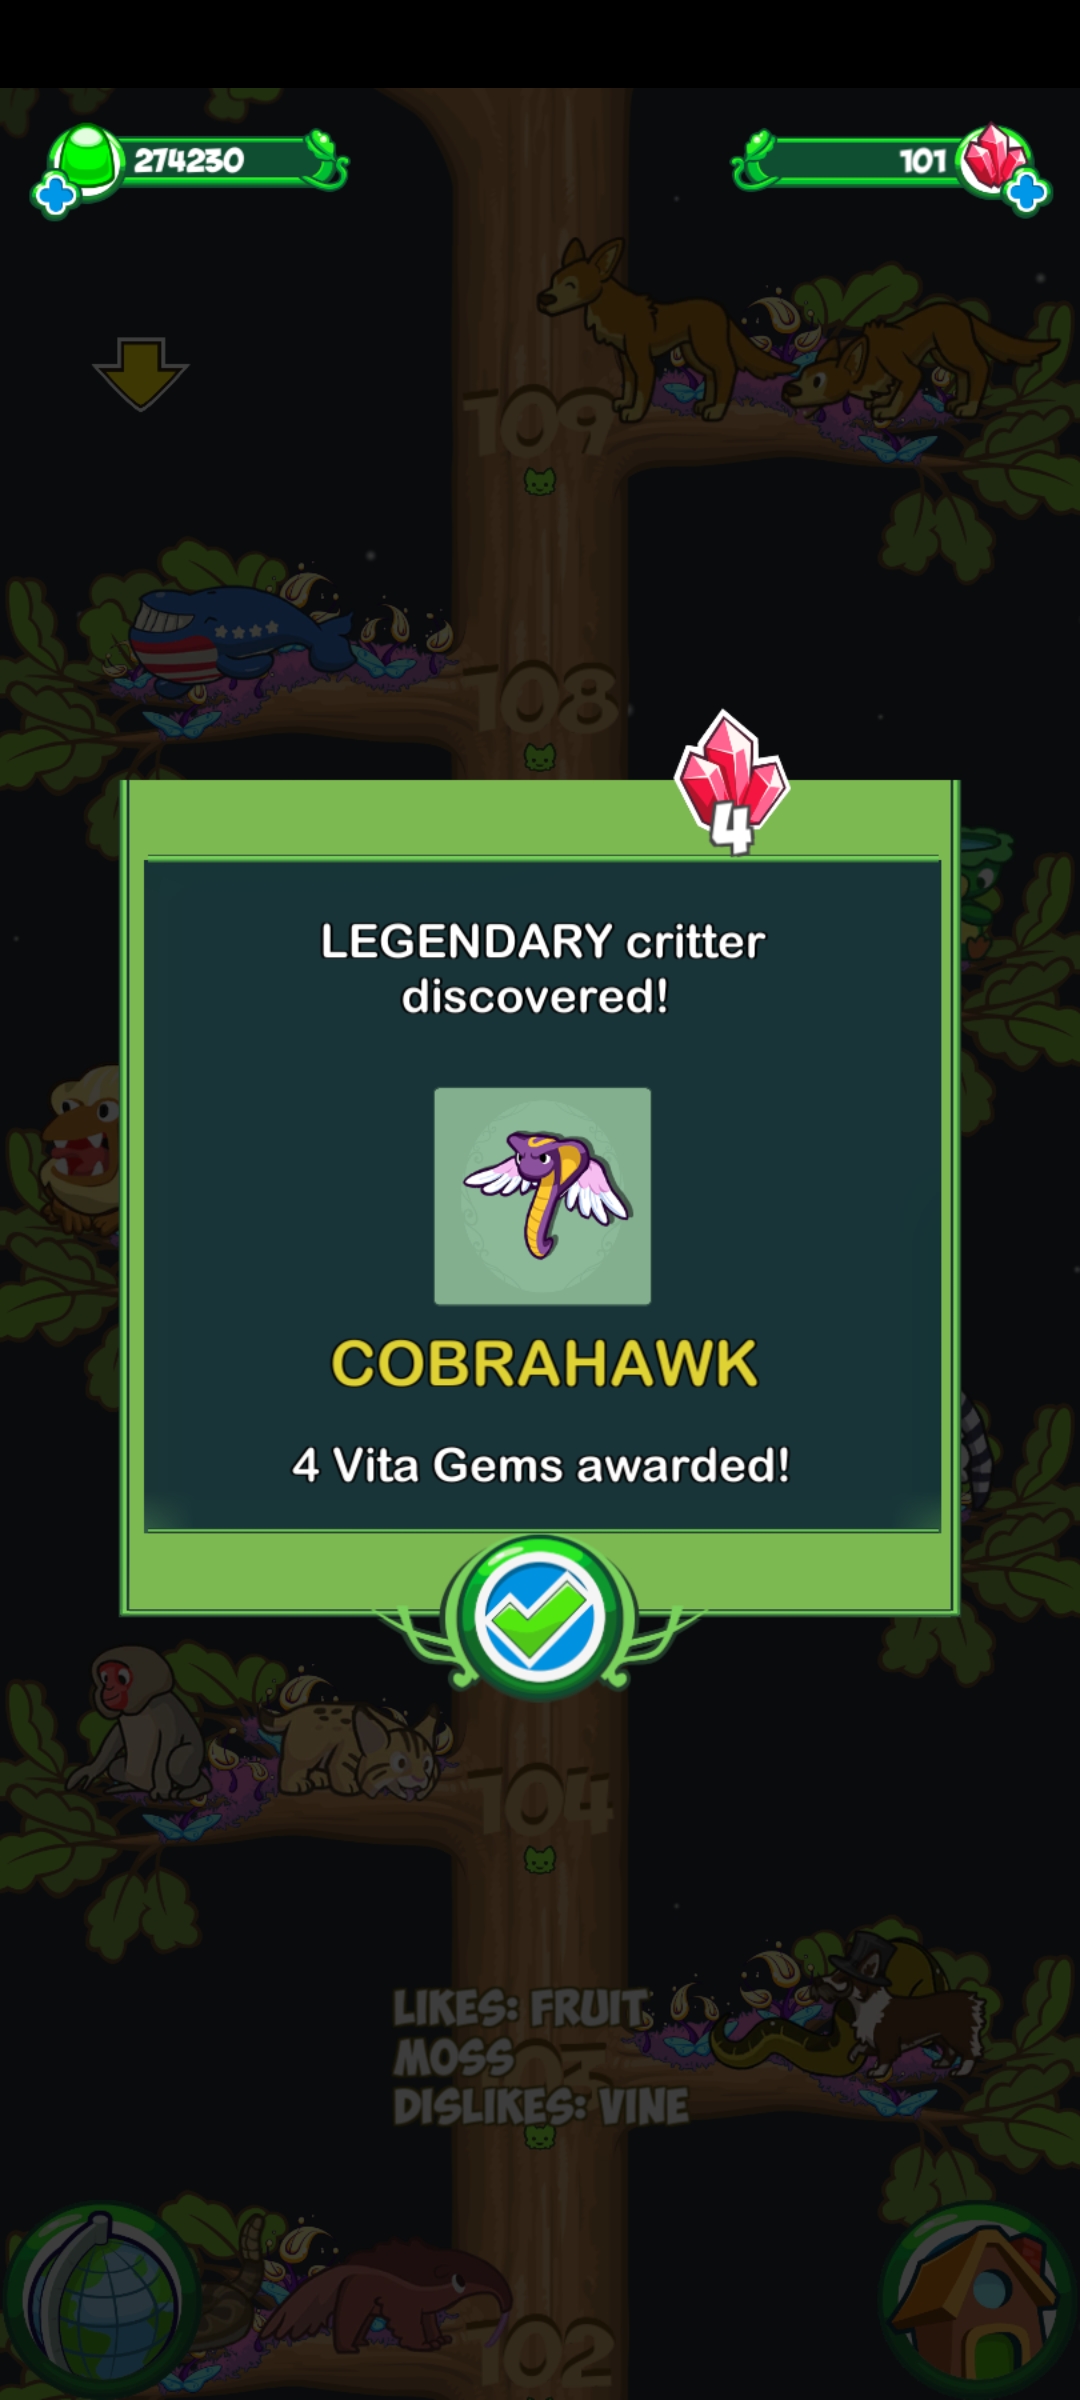 274230
101
109
108
4
LEGENDARY critter
discovered!
COBRAHAWK
4 Vita Gems awarded!
104
LIKES: FRUIT
MOSS
DISLIKES: VINE
102